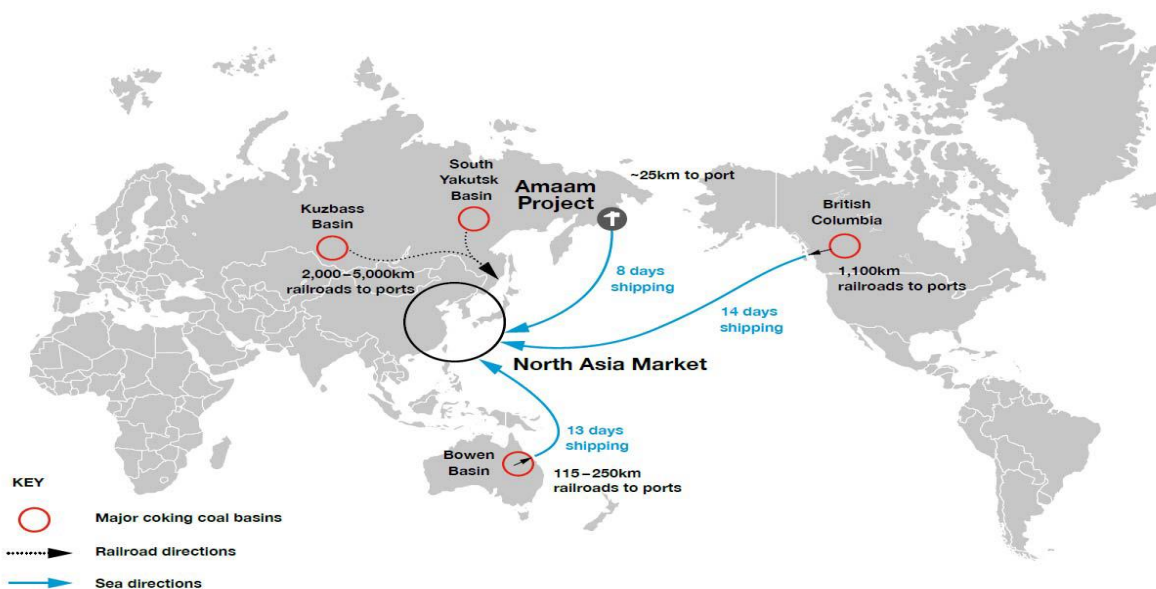 South
Yakutsk
Basin
Amaam
Project
~25km to port
Kuzbass
Basin
British
Columbia
2,000–5,000km
railroads to ports
8 days
shipping
1,100km
railroads to ports
14 days
shipping
North Asia Market
13 days
shipping
Bowen
Basin
115–250km
railroads to ports
KEY
Major coking coal basins
Railroad directions
Sea directions